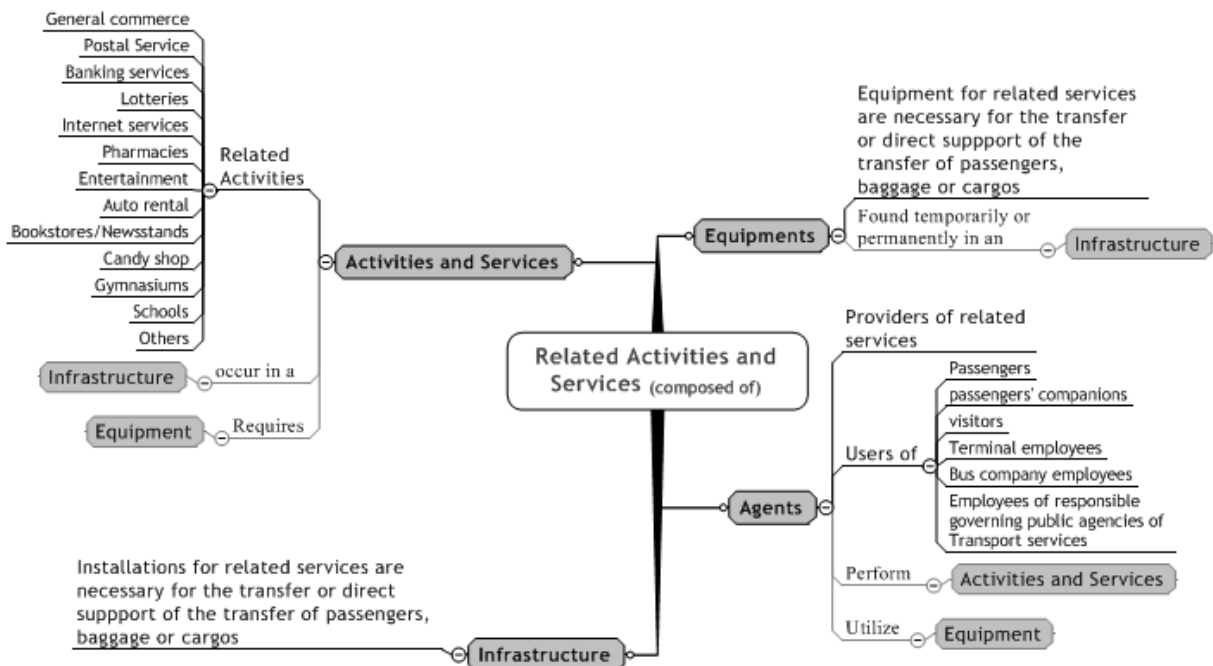 General commerce
Postal Service
Banking services
Lotteries
Internet services
Pharmacies
Entertainment
Auto rental
Bookstores/Newsstands
Candy shop
Gymnasiums
Schools
Others
Related
Activities
Infrastructure
occur in a
Equipment
Requires
Activities and Services
Related Activities and
Services (composed of)
Equipments
Equipment for related services
are necessary for the transfer
or direct suppport of the
transfer of passengers,
baggage or cargos
Found temporarily or
permanently in an
Infrastructure
Agents
Providers of related
services
Users of
Passengers
passengers' companions
visitors
Terminal employees
Bus company employees
Employees of responsible
governing public agencies of
Transport services
Perform
Activities and Services
Utilize
Equipment
Installations for related services are
necessary for the transfer or direct
suppport of the transfer of passengers,
baggage or cargos
Infrastructure